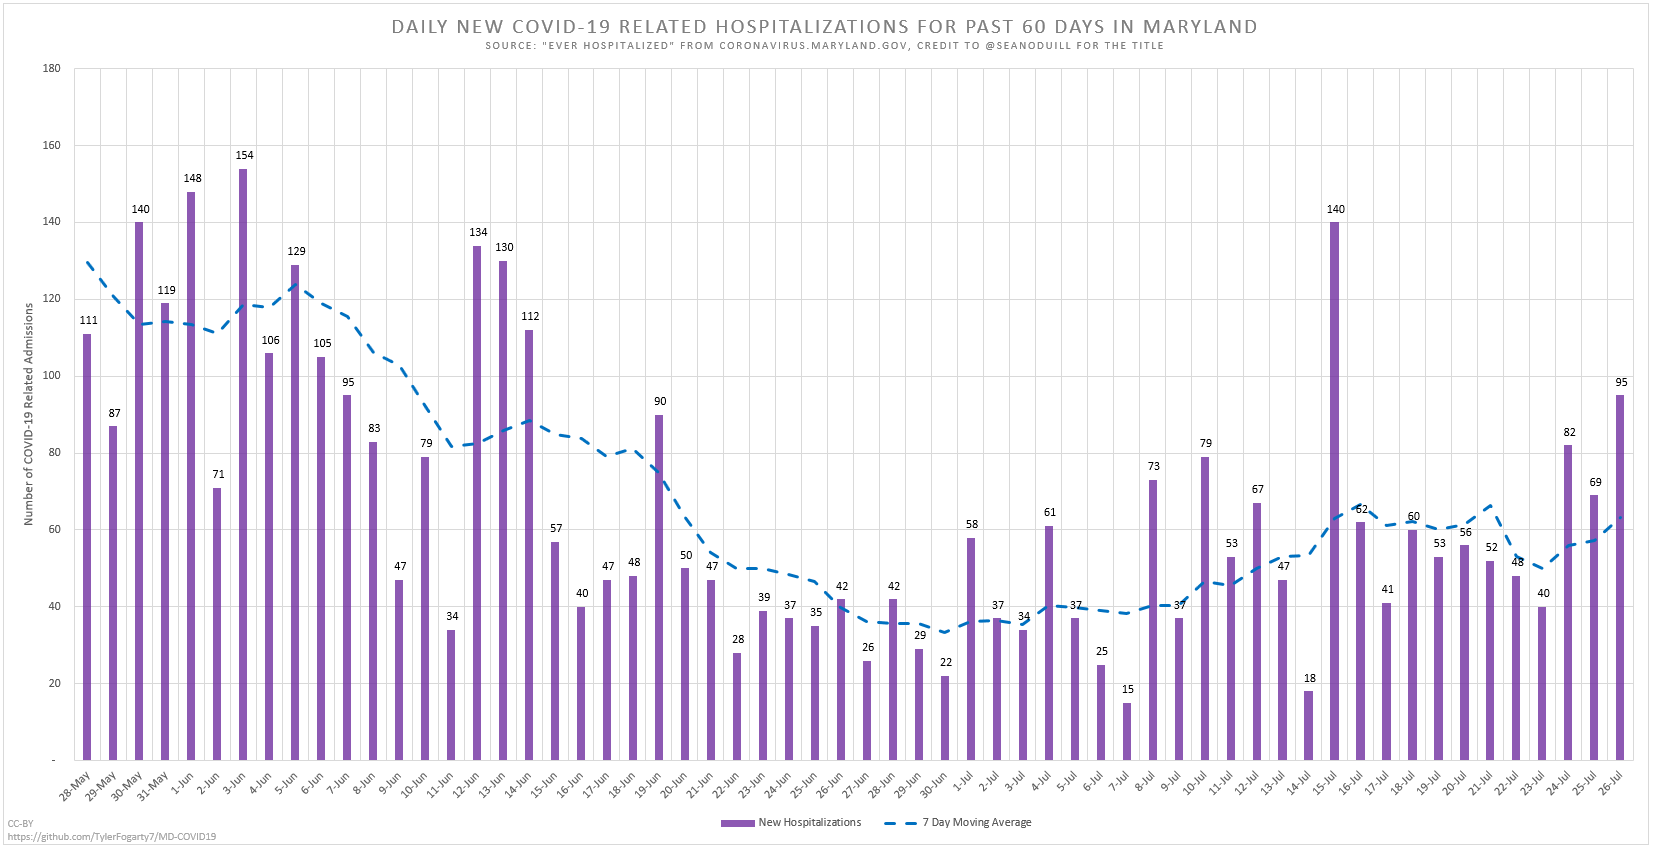 DAILY NEW COVID-19 RELATED HOSPITALIZATIONS FOR PAST 60 DAYS IN MARYLAND
SOURCE: "EVER HOSPITALIZED" FROM CORONAVIRUS.MARYLAND.GOV, CREDIT TO @SEANODUILL FOR THE TITLE
Number of COVID-19 Related Admissions
180
160
140
120
100
80
60
40
20
-
111
87
140
119
148
71
154
106
129
105
95
83
47
79
34
134
130
112
57
40
47
48
90
50
47
28
39
37
35
42
26
42
29
22
58
37
34
61
37
25
15
73
37
79
53
67
47
18
140
62
41
60
53
56
52
48
40
82
69
95
28-May
29-May
30-May
31-May
1-Jun
2-Jun
3-Jun
4-Jun
5-Jun
6-Jun
7-Jun
8-Jun
9-Jun
10-Jun
11-Jun
12-Jun
13-Jun
14-Jun
15-Jun
16-Jun
17-Jun
18-Jun
19-Jun
20-Jun
21-Jun
22-Jun
23-Jun
24-Jun
25-Jun
26-Jun
27-Jun
28-Jun
29-Jun
30-Jun
1-Jul
2-Jul
3-Jul
4-Jul
5-Jul
6-Jul
7-Jul
8-Jul
9-Jul
10-Jul
11-Jul
12-Jul
13-Jul
14-Jul
15-Jul
16-Jul
17-Jul
18-Jul
19-Jul
20-Jul
21-Jul
22-Jul
23-Jul
24-Jul
25-Jul
26-Jul
New Hospitalizations
7 Day Moving Average
CC-BY
https://github.com/TylerFogarty7/MD-COVID19